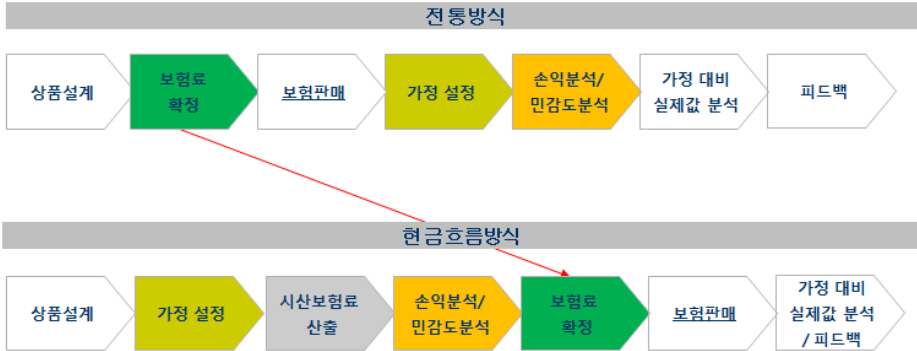 전통방식
상품설계
보험료
확정
보험판매
가정 설정
손익분석/
민감도분석
가정 대비
실제값 분석
피드백
현금흐름방식
상품설계
가정 설정
시산보험료
산출
손익분석/
민감도분석
보험료
확정
보험판매
가정 대비
실제값 분석
/ 피드백